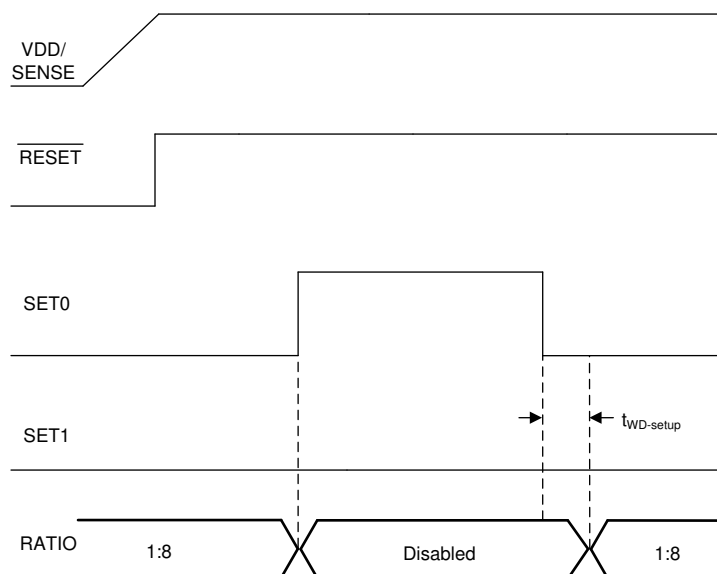 VDD/
SENSE
RESET
SET0
SET1
tWD-setup
RATIO
1:8
Disabled
1:8